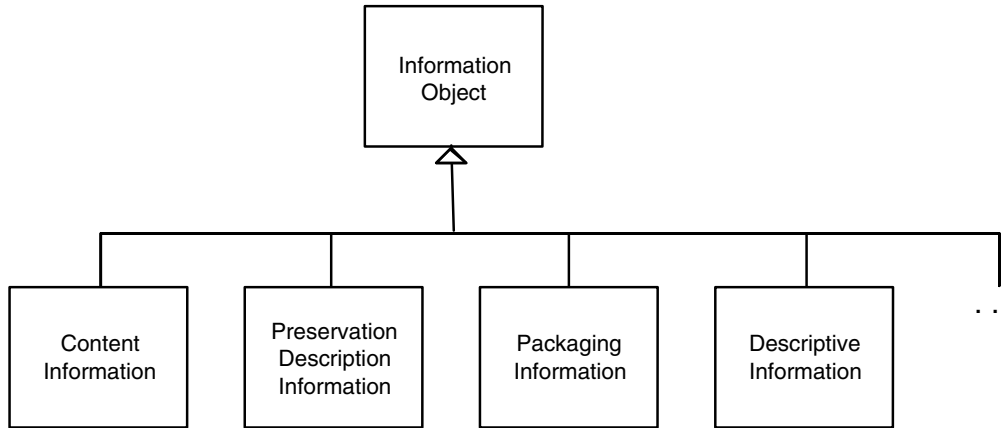 Information
Object
Content
Information
Preservation
Description
Information
Packaging
Information
Descriptive
Information
. .